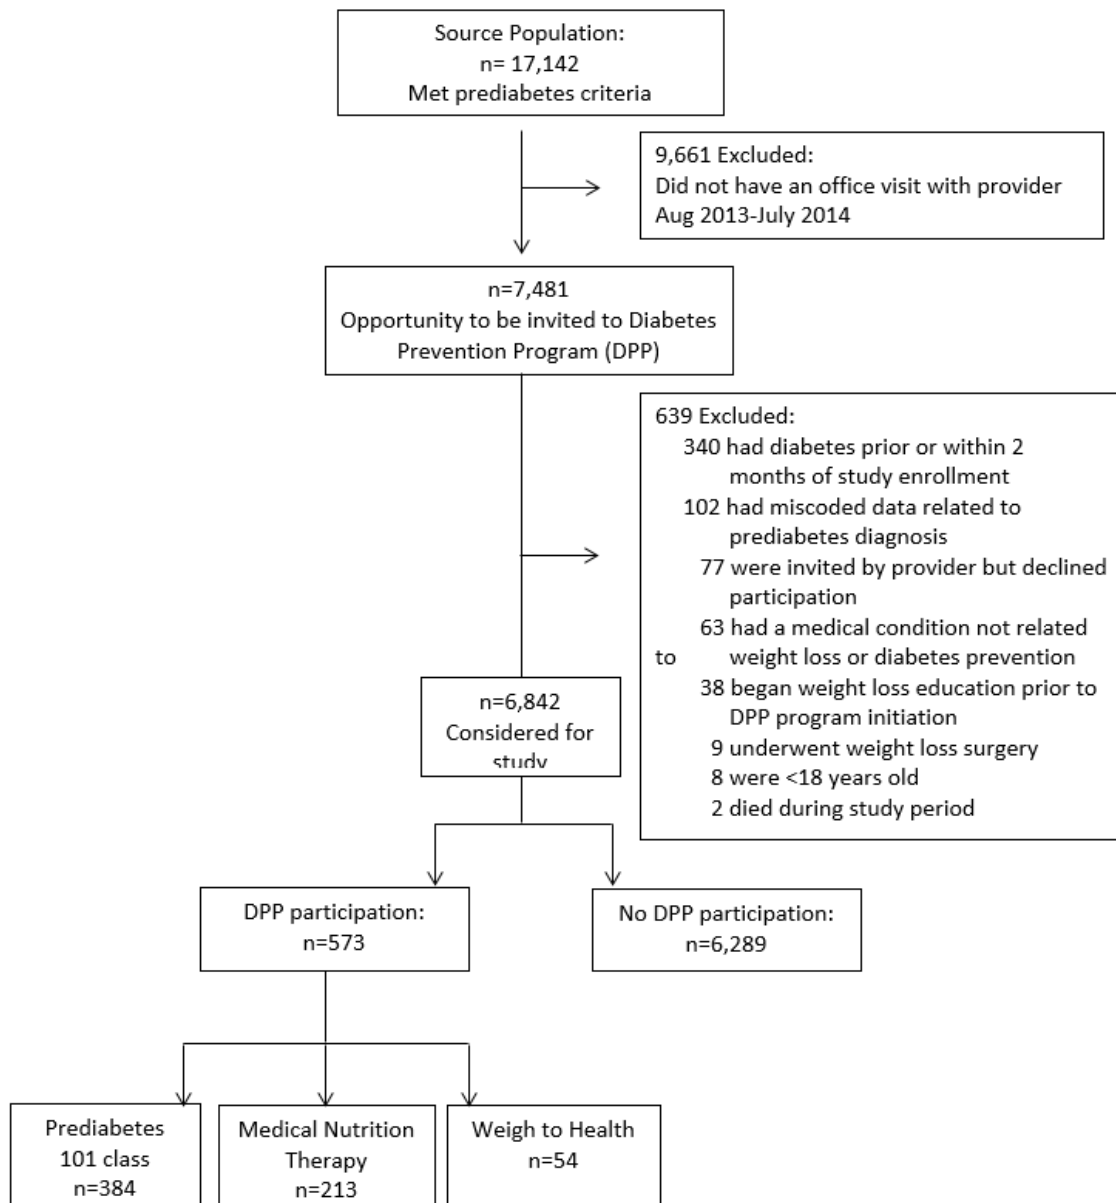 Source Population:
n= 17,142
Met prediabetes criteria
9,661 Excluded:
Did not have an office visit with provider
Aug 2013-July 2014
n=7,481
Opportunity to be invited to Diabetes
Prevention Program (DPP)
639 Excluded:
340 had diabetes prior or within 2
months of study enrollment
102 had miscoded data related to
prediabetes diagnosis
77 were invited by provider but declined
participation
63 had a medical condition not related
to weight loss or diabetes prevention
38 began weight loss education prior to
DPP program initiation
9 underwent weight loss surgery
8 were <18 years old
2 died during study period
n=6,842
Considered for
study
DPP participation:
n=573
No DPP participation:
n=6,289
Prediabetes
101 class
n=384
Medical Nutrition
Therapy
n=213
Weigh to Health
n=54